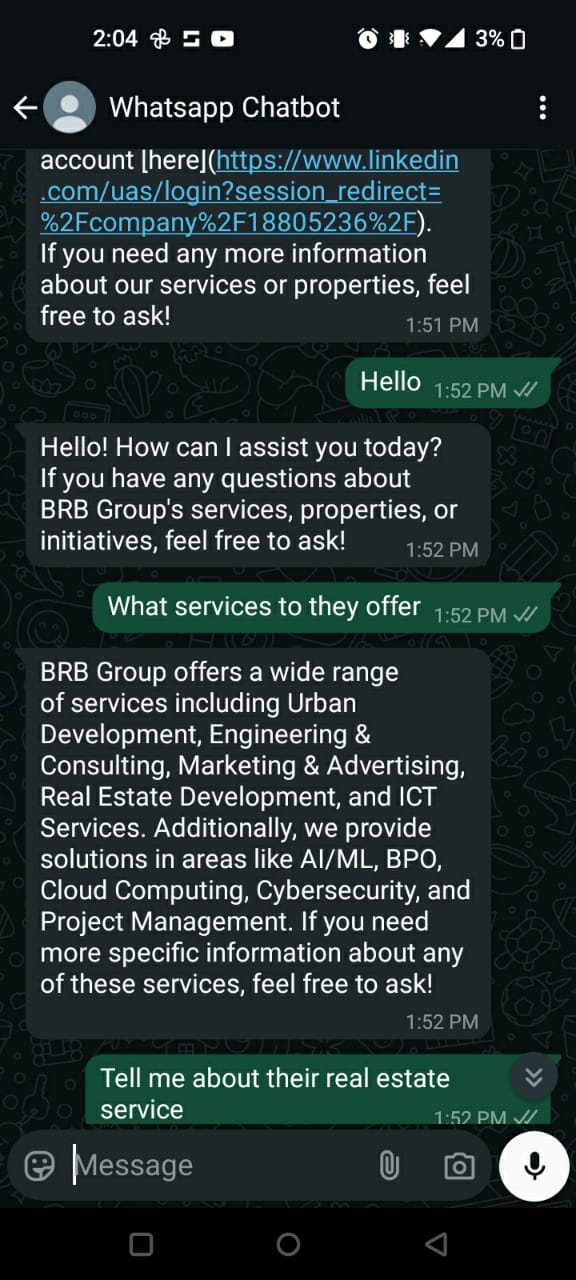 2:04
3%
Whatsapp Chatbot
account [here](https://www.linkedin
.com/uas/login?session_redirect=
%2Fcompany%2F18805236%2F).
If you need any more information
about our services or properties, feel
free to ask!
1:51 PM
Hello
1:52 PM
Hello! How can I assist you today?
If you have any questions about
BRB Group's services, properties, or
initiatives, feel free to ask!
1:52 PM
What services to they offer
1:52 PM
BRB Group offers a wide range
of services including Urban
Development, Engineering &
Consulting, Marketing & Advertising,
Real Estate Development, and ICT
Services. Additionally, we provide
solutions in areas like AI/ML, BPO,
Cloud Computing, Cybersecurity, and
Project Management. If you need
more specific information about any
of these services, feel free to ask!
1:52 PM
Tell me about their real estate
service
1:52 PM
Message